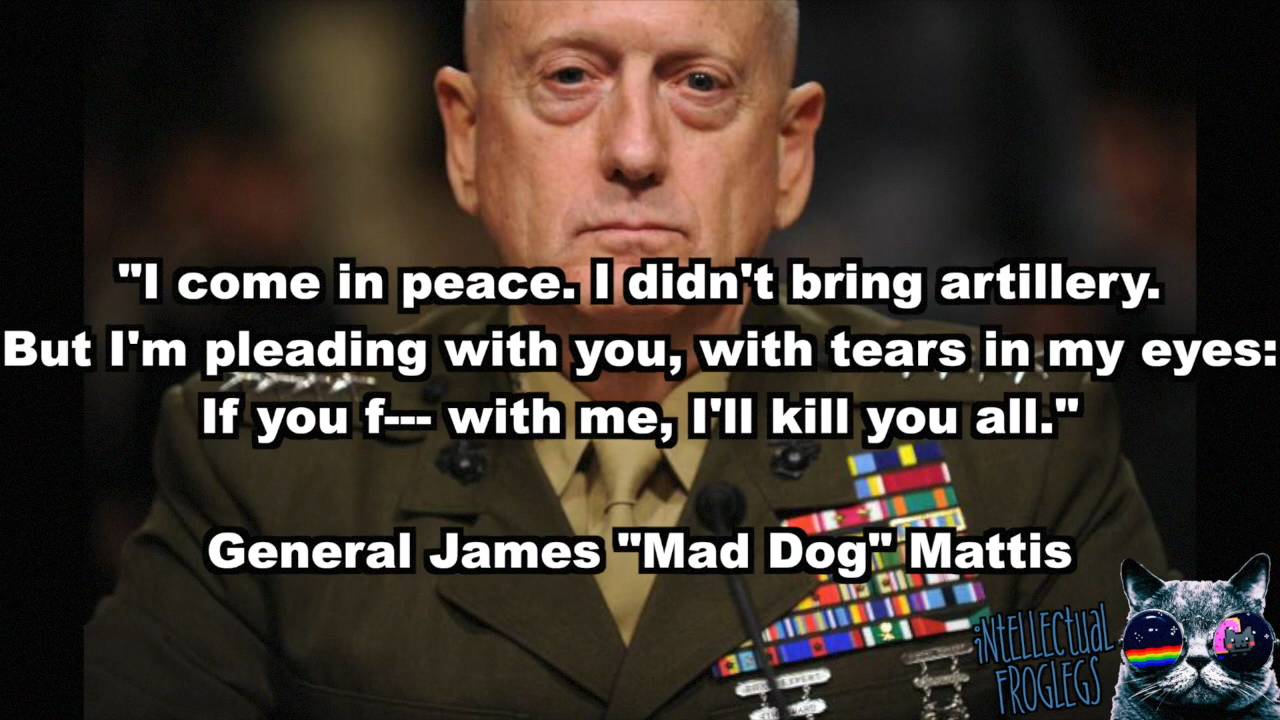 "I come in peace. I didn't bring artillery.
But I'm pleading with you, with tears in my eyes:
If you f--- with me, I'll kill you all."
General James "Mad Dog" Mattis
iNtELLECtUaL
FROGLEGS